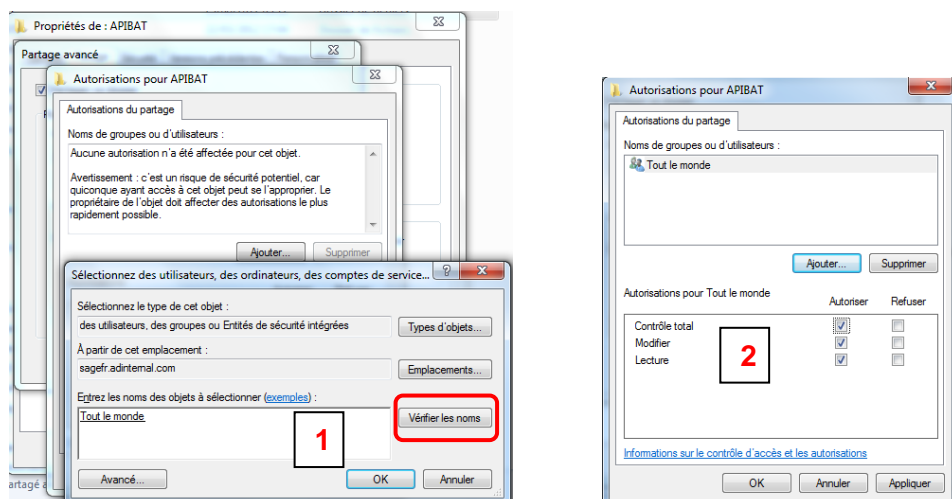 Propriétés de : APIBAT
Partage avancé
Autorisations pour APIBAT
Autorisations du partage
Noms de groupes ou d'utilisateurs :
Aucune autorisation n'a été affectée pour cet objet.
Avertissement : c'est un risque de sécurité potentiel, car
quiconque ayant accès à cet objet peut se l'approprier. Le
propriétaire de l'objet doit affecter des autorisations le plus
rapidement possible.
Ajouter... Supprimer
Sélectionnez des utilisateurs, des ordinateurs, des comptes de service...
Sélectionnez le type de cet objet :
des utilisateurs, des groupes ou Entités de sécurité intégrées Types d'objets...
À partir de cet emplacement :
sagefr.adinternal.com Emplacements...
Entrez les noms des objets à sélectionner (exemples) :
Tout le monde Vérifier les noms
1
Avancé... OK Annuler
artagé a
Autorisations pour APIBAT
Autorisations du partage
Noms de groupes ou d'utilisateurs :
Tout le monde
Ajouter... Supprimer
Autorisations pour Tout le monde Autoriser Refuser
Contrôle total
Modifier
Lecture
2
Informations sur le contrôle d'accès et les autorisations
OK Annuler Appliquer